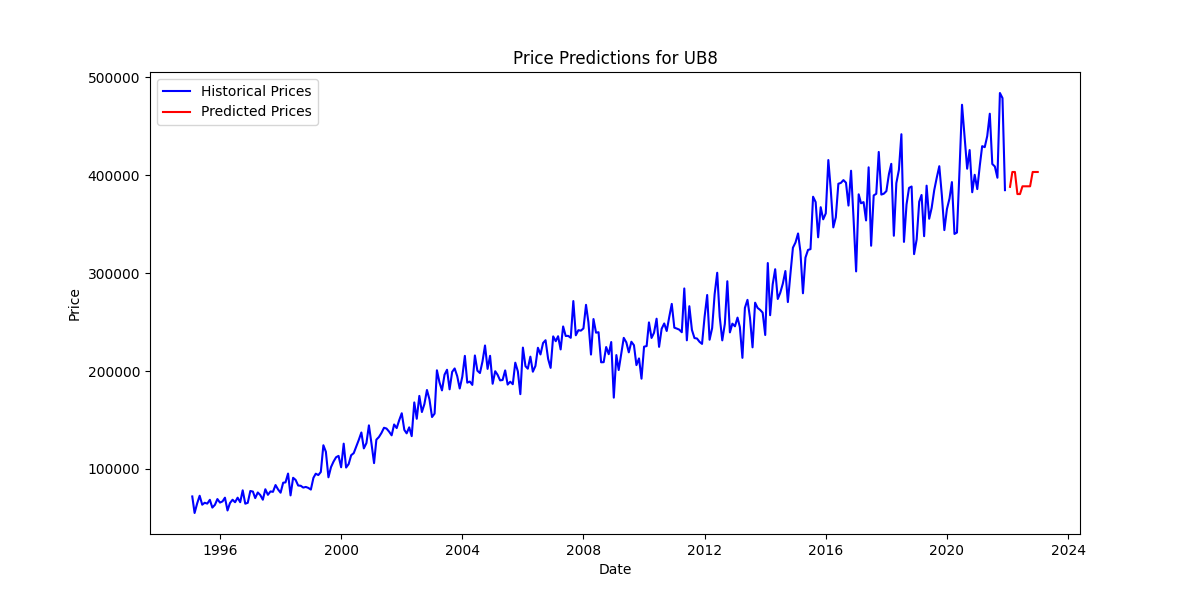 Price Predictions for UB8
Historical Prices
Predicted Prices
500000
400000
300000
200000
100000
Price
1996 2000 2004 2008 2012 2016 2020 2024
Date